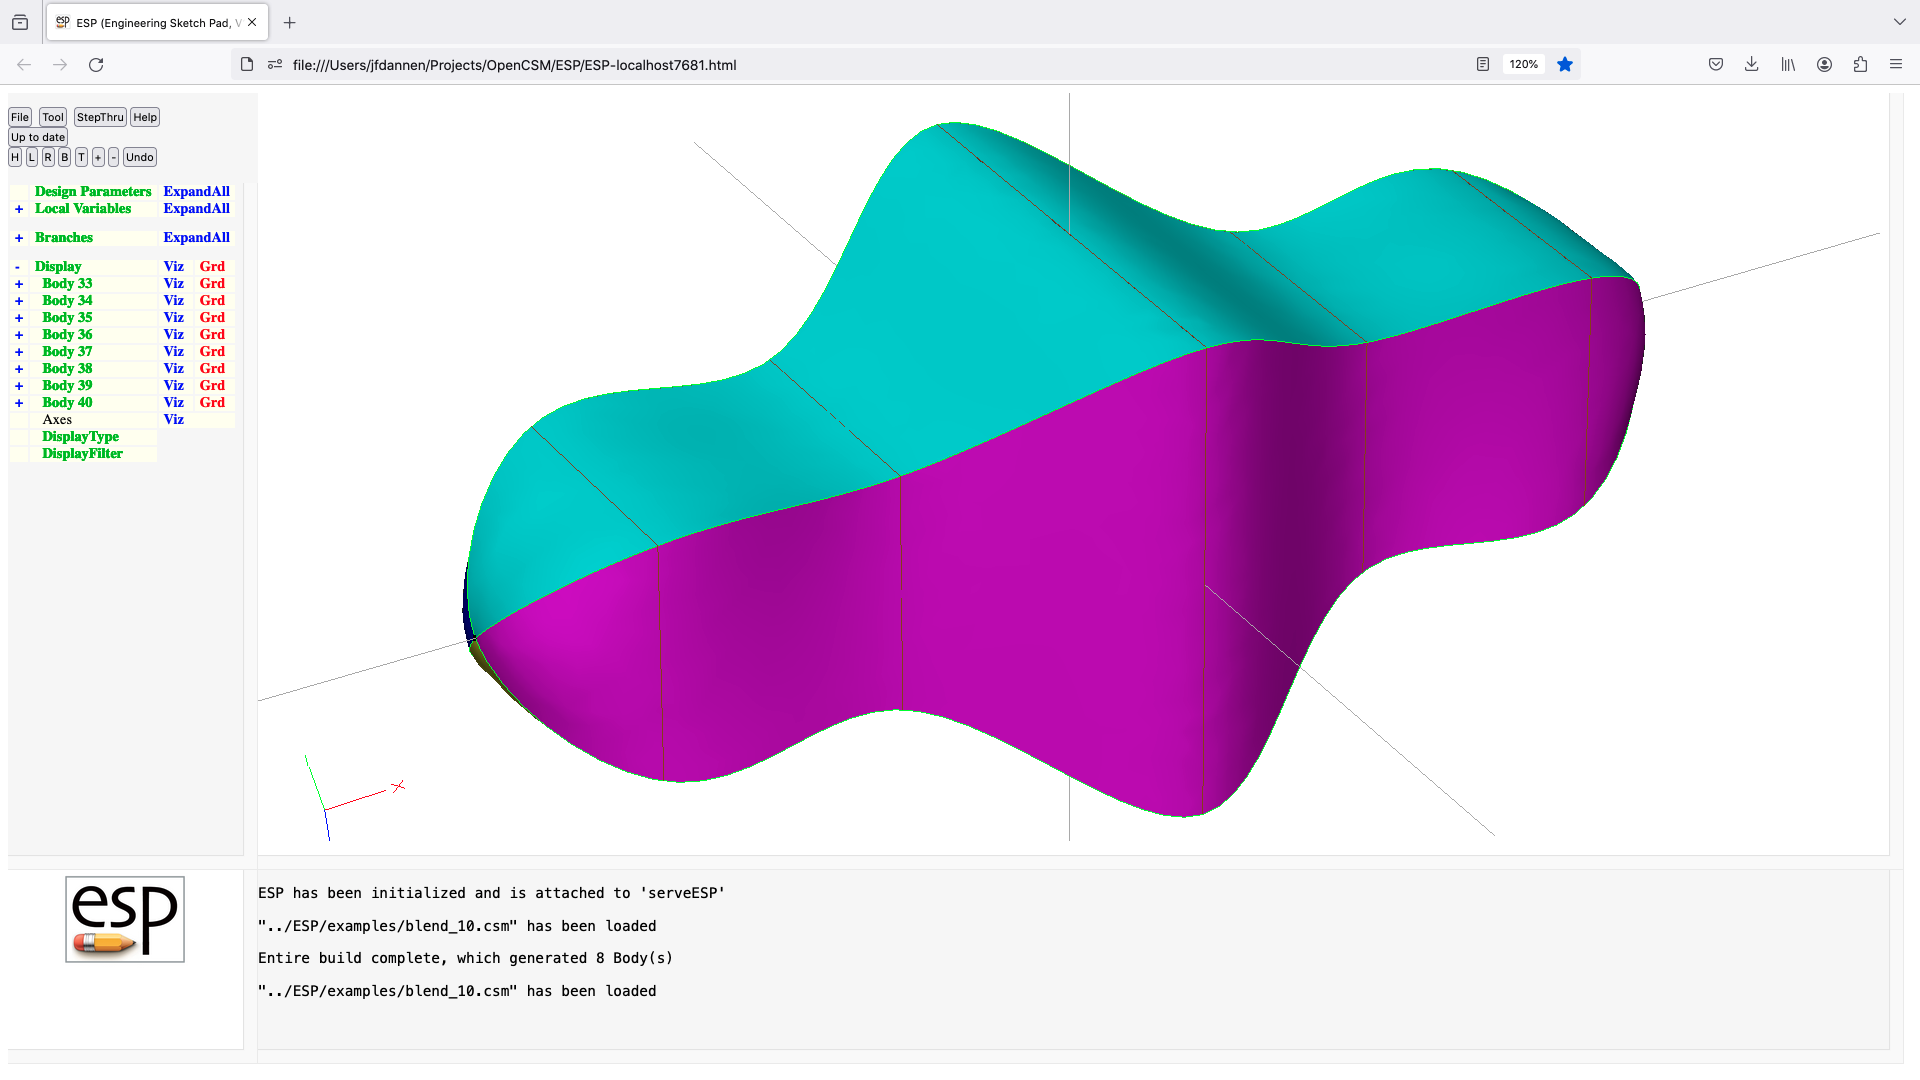 ESP (Engineering Sketch Pad, V
file:///Users/jfdannen/Projects/OpenCSM/ESP/ESP-localhost7681.html
120%
File Tool StepThru Help
Up to date
H L R B T + - Undo
Design Parameters ExpandAll
+ Local Variables ExpandAll
+ Branches ExpandAll
- Display Viz Grd
+ Body 33 Viz Grd
+ Body 34 Viz Grd
+ Body 35 Viz Grd
+ Body 36 Viz Grd
+ Body 37 Viz Grd
+ Body 38 Viz Grd
+ Body 39 Viz Grd
+ Body 40 Viz Grd
Axes Viz
DisplayType
DisplayFilter
X
esp
ESP has been initialized and is attached to 'serveESP'
"../ESP/examples/blend_10.csm" has been loaded
Entire build complete, which generated 8 Body(s)
"../ESP/examples/blend_10.csm" has been loaded